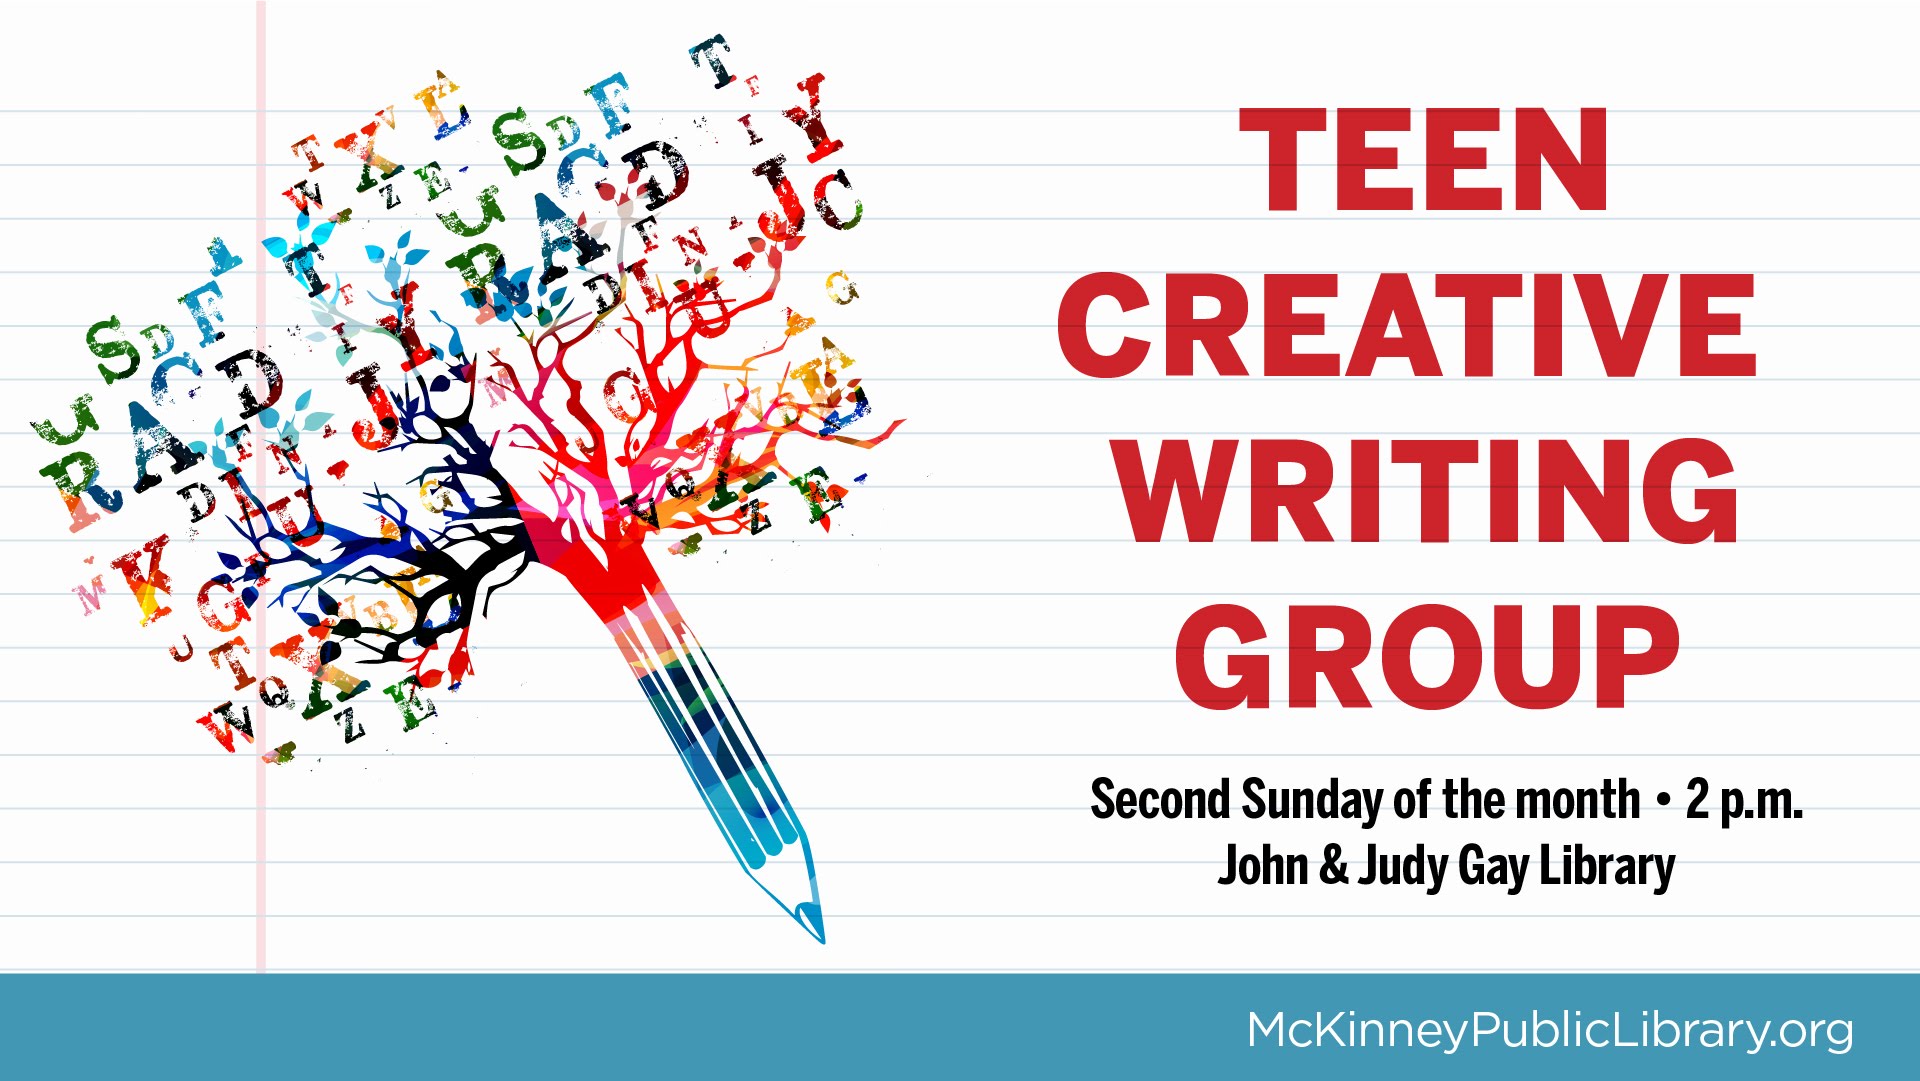 TEEN
CREATIVE
WRITING
GROUP
Second Sunday of the month • 2 p.m.
John & Judy Gay Library
McKinneyPublicLibrary.org